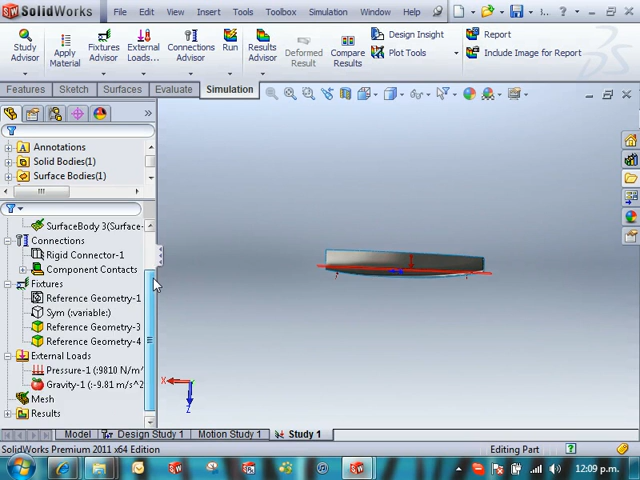 SolidWorks File Edit View Insert Tools Toolbox Simulation Window Help
Study Advisor
Apply Material
Fixtures Advisor
External Loads...
Connections Advisor
Run
Results Advisor
Deformed Result
Compare Results
Design Insight
Plot Tools
Report
Include Image for Report
Features Sketch Surfaces Evaluate Simulation
Annotations
Solid Bodies(1)
Surface Bodies(1)
SurfaceBody 3(Surface-
Connections
Rigid Connector-1
Component Contacts
Fixtures
Reference Geometry-1
Sym (:variable:)
Reference Geometry-3
Reference Geometry-4
External Loads
Pressure-1 (:9810 N/m^
Gravity-1 (:-9.81 m/s^2
Mesh
Results
X
Z
Model Design Study 1 Motion Study 1 Study 1
SolidWorks Premium 2011 x64 Edition Editing Part
12:09 p.m.